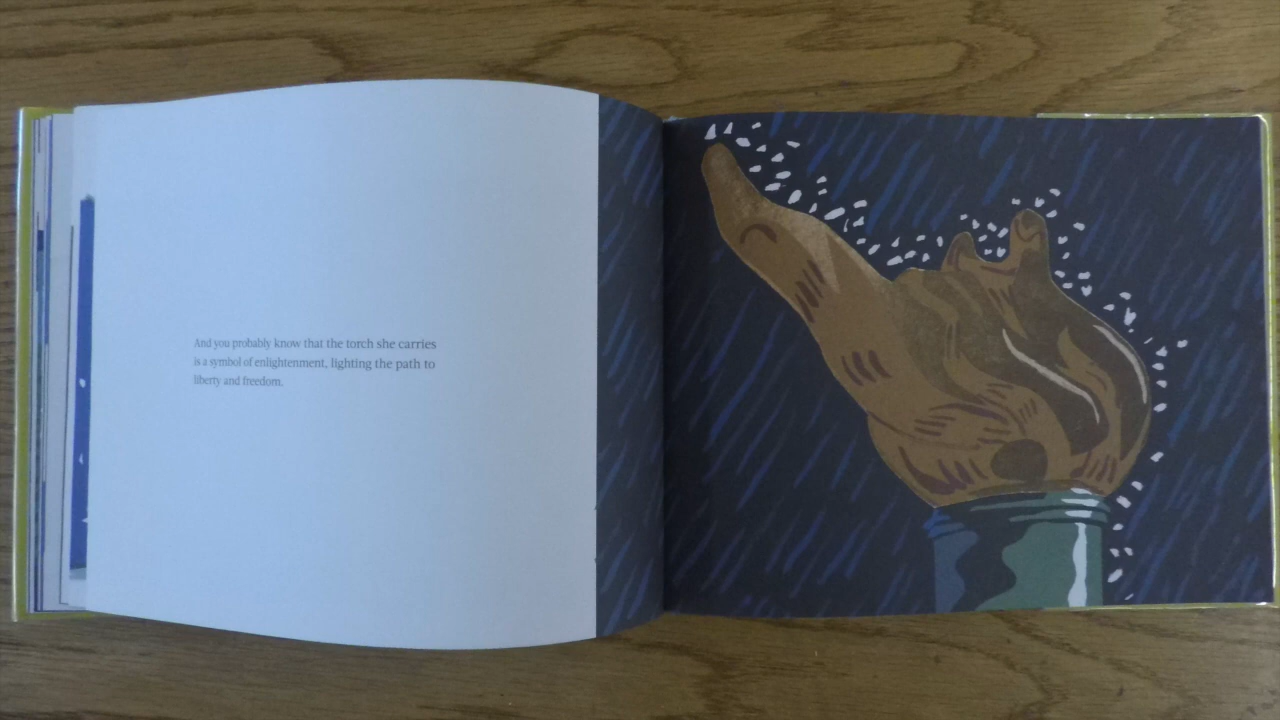 And you probably know that the torch she carries
is a symbol of enlightenment, lighting the path to
liberty and freedom.